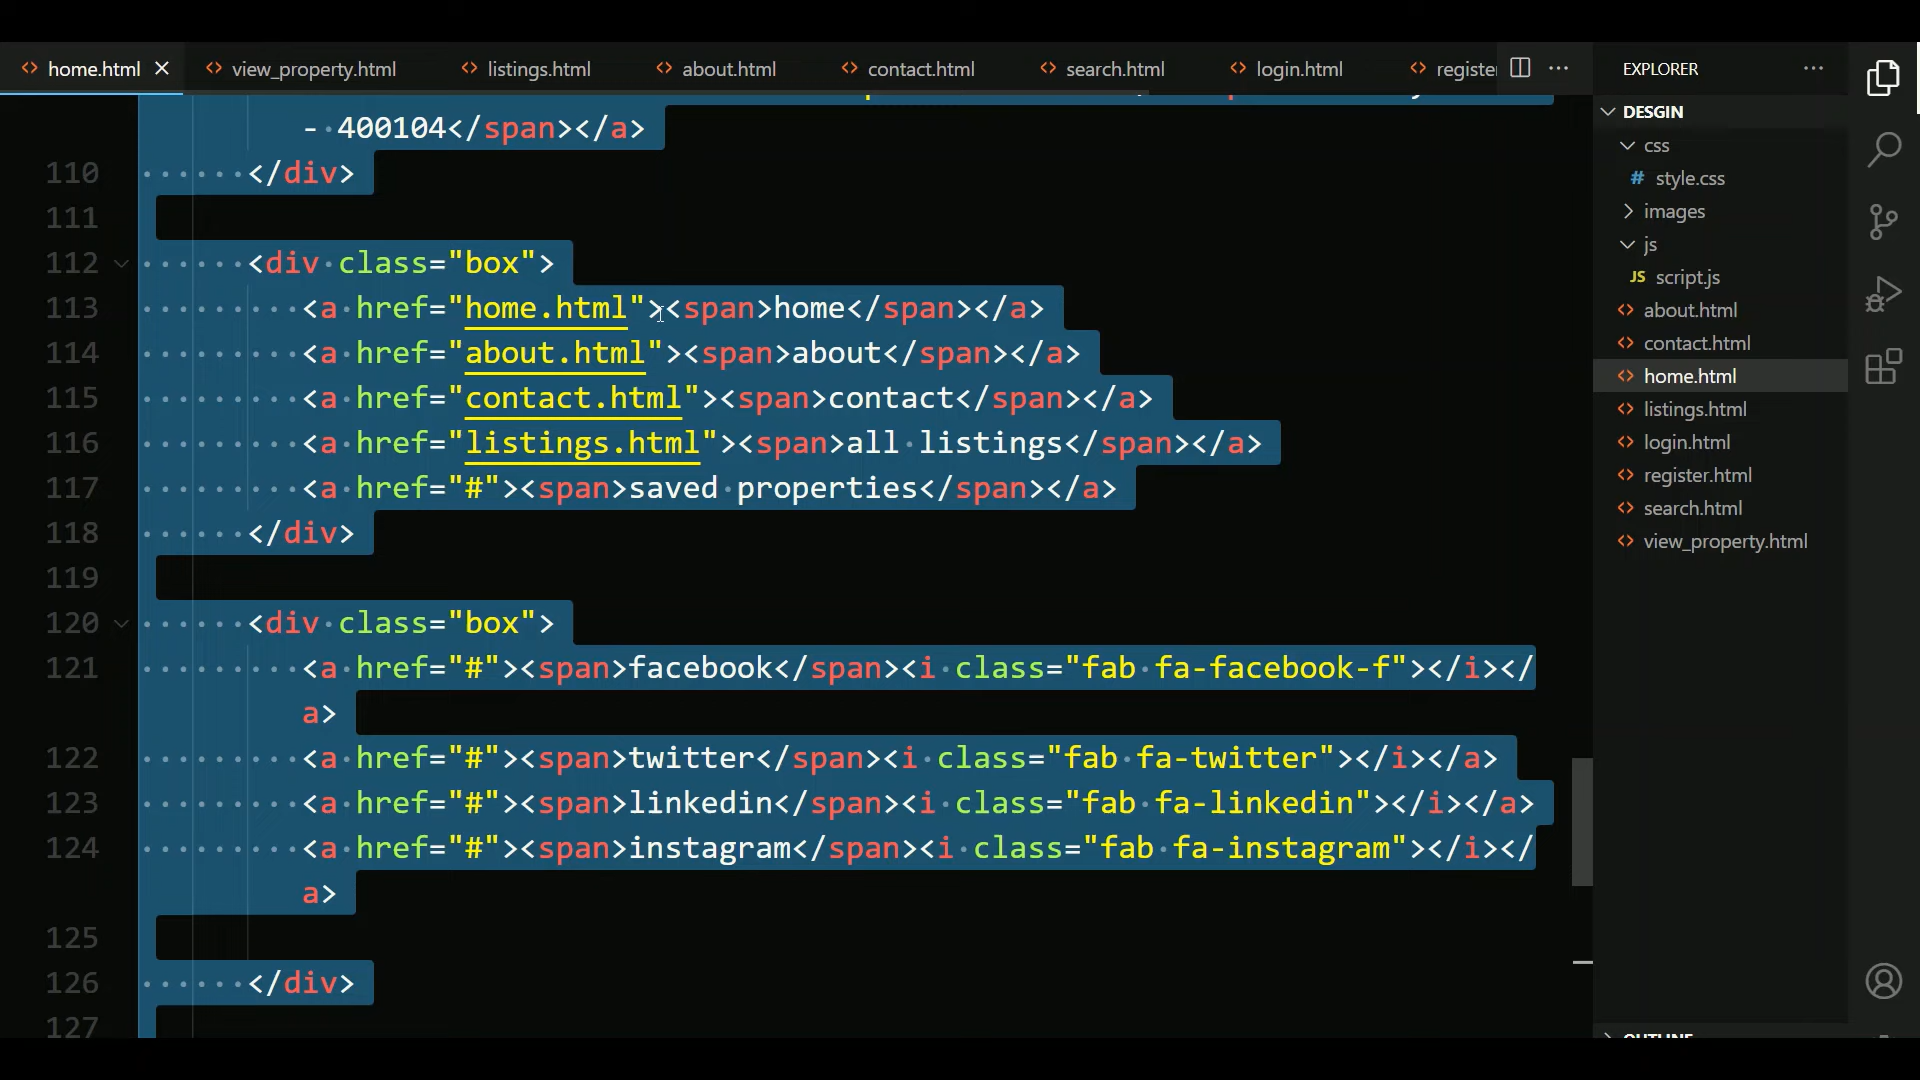 home.html
view_property.html
listings.html
about.html
contact.html
search.html
login.html
register
- 400104</span></a>
110 </div>
111
112 <div class="box">
113 <a href="home.html"><span>home</span></a>
114 <a href="about.html"><span>about</span></a>
115 <a href="contact.html"><span>contact</span></a>
116 <a href="listings.html"><span>all listings</span></a>
117 <a href="#"><span>saved properties</span></a>
118 </div>
119
120 <div class="box">
121 <a href="#"><span>facebook</span><i class="fab fa-facebook-f"></i></
a>
122 <a href="#"><span>twitter</span><i class="fab fa-twitter"></i></a>
123 <a href="#"><span>linkedin</span><i class="fab fa-linkedin"></i></a>
124 <a href="#"><span>instagram</span><i class="fab fa-instagram"></i></
a>
125
126 </div>
127
EXPLORER
DESGIN
css
# style.css
images
js
JS script.js
about.html
contact.html
home.html
listings.html
login.html
register.html
search.html
view_property.html
OUTLINE